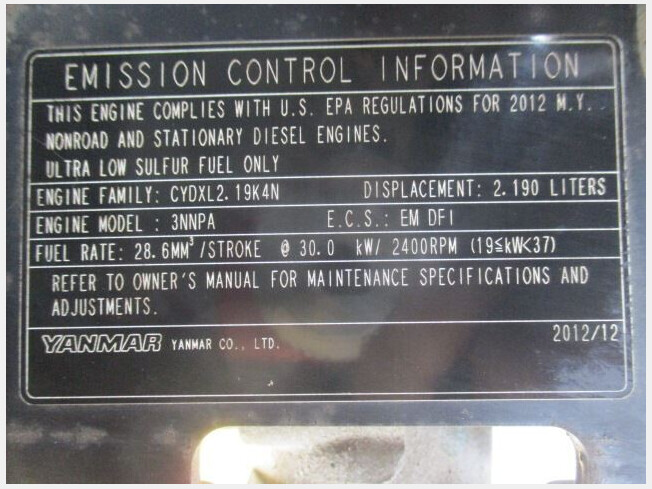 EMISSION CONTROL INFORMATION
THIS ENGINE COMPLIES WITH U.S. EPA REGULATIONS FOR 2012 M.Y.
NONROAD AND STATIONARY DIESEL ENGINES.
ULTRA LOW SULFUR FUEL ONLY
ENGINE FAMILY: CYDXL2.19K4N DISPLACEMENT: 2.190 LITERS
ENGINE MODEL : 3NNPA E.C.S.: EM DFI
FUEL RATE: 28.6MM³/STROKE @ 30.0 kW/ 2400RPM (19≦kW<37)
REFER TO OWNER'S MANUAL FOR MAINTENANCE SPECIFICATIONS AND
ADJUSTMENTS.
2012/12
YANMAR YANMAR CO., LTD.